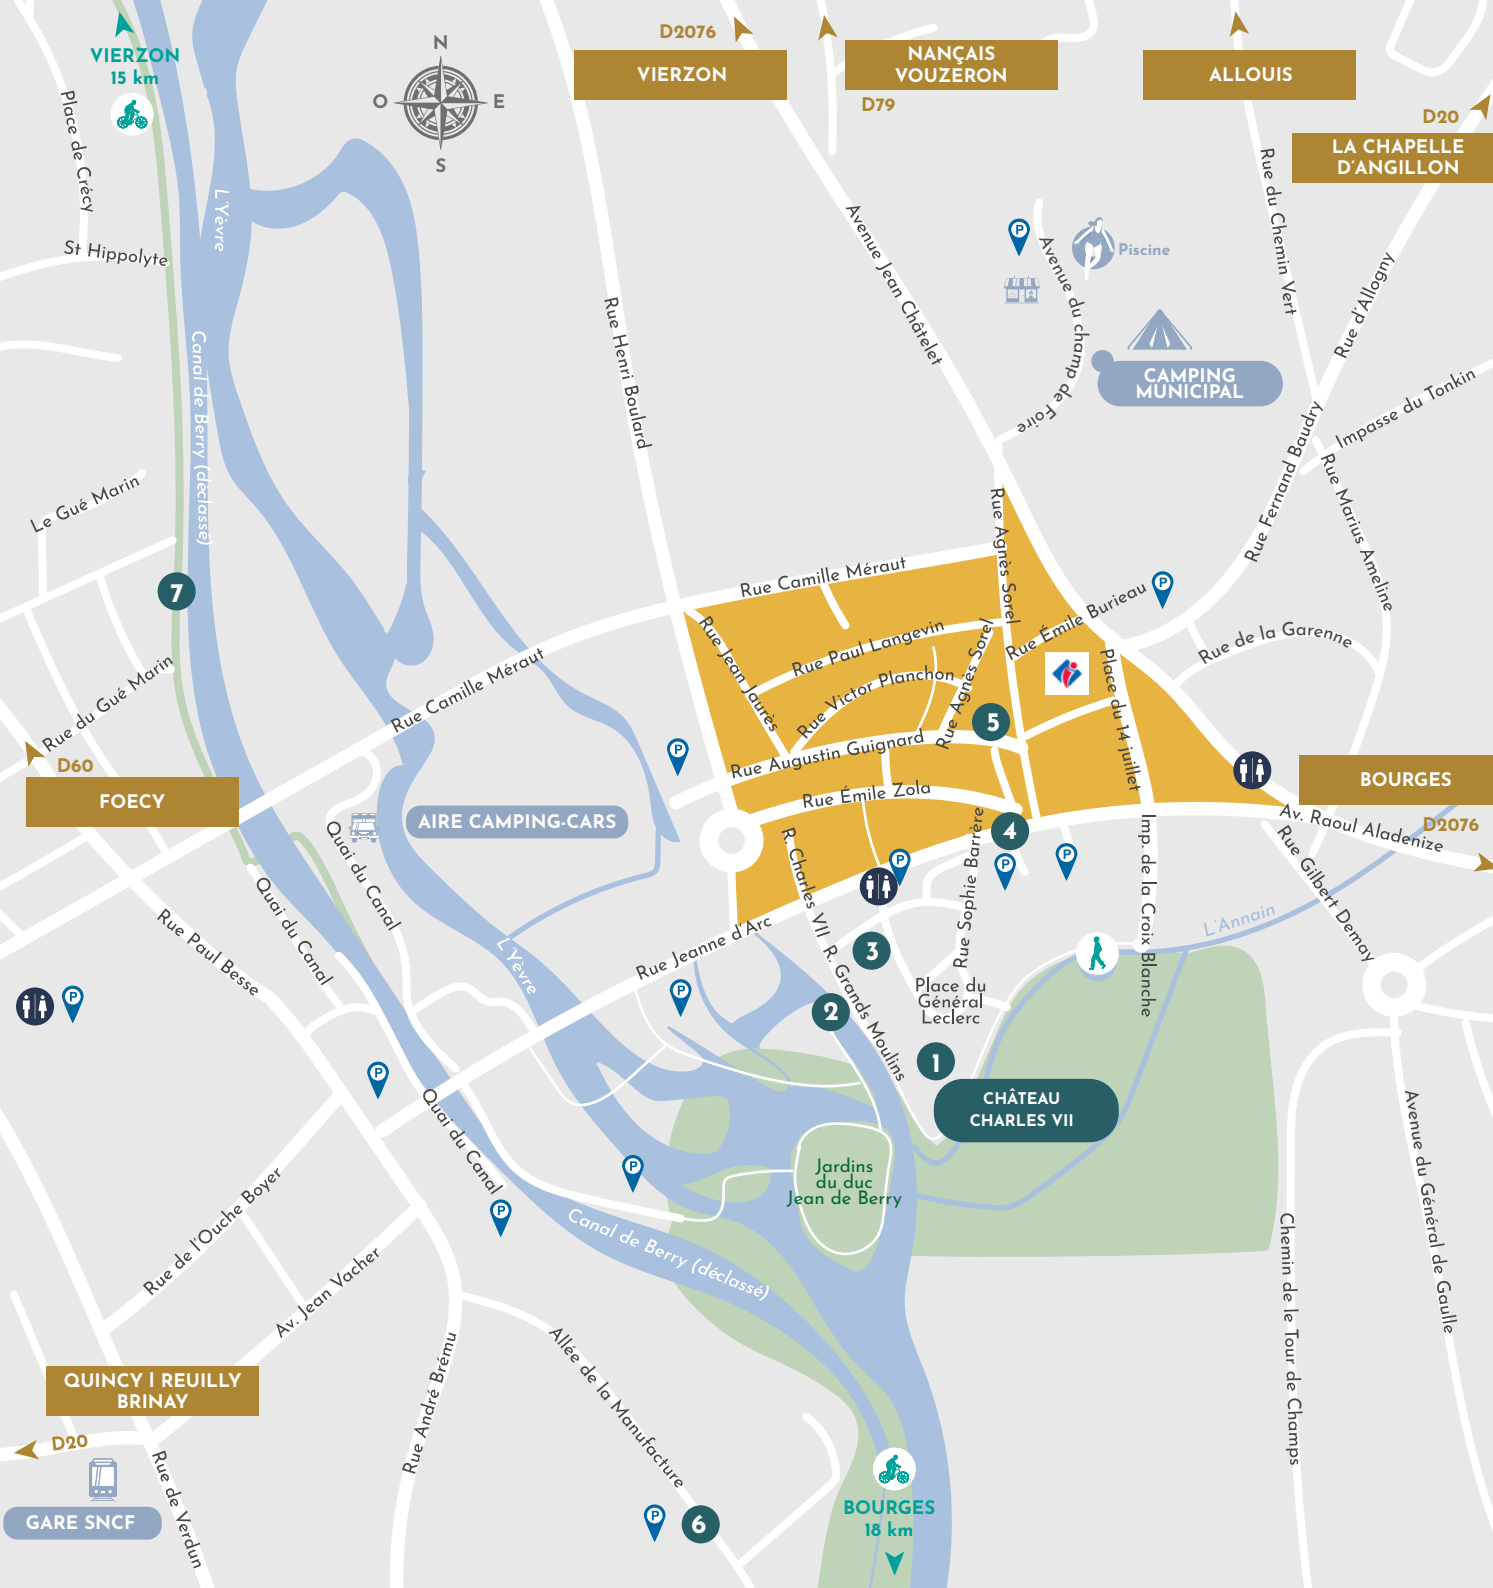 VIERZON
15 km
N
O
E
S
D2076
VIERZON
NANÇAIS
VOUZERON
D79
ALLOUIS
D20
LA CHAPELLE
D'ANGILLON
Place de Crécy
St Hippolyte
L'Yèvre
Canal de Berry (déclassé)
Rue Henri Boulard
Avenue Jean Châtelet
P
Avenue du champ de Foire
Piscine
CAMPING
MUNICIPAL
Rue du Chemin Vert
Rue d'Allogny
Impasse du Tonkin
Rue Fernand Baudry
Rue Marius Ameline
Rue de la Garenne
Le Gué Marin
7
Rue du Gué Marin
D60
FOECY
Rue Camille Méraut
Rue Camille Méraut
Rue Agnès Sorel
Rue Émile Burieau
P
Rue Jean Jaurès
Rue Paul Langevin
Rue Victor Planchon
Rue Agnès Sorel
5
Place du 14 juillet
Rue Augustin Guignard
Rue Émile Zola
P
AIRE CAMPING-CARS
BOURGES
D2076
Av. Raoul Aladenize
Rue Gilbert Demay
4
P
P
P
Quai du Canal
Quai du Canal
R. Charles VII
Rue Sophie Barrère
Imp. de la Croix Blanche
L'Annain
Rue Paul Besse
L'Yèvre
Rue Jeanne d'Arc
3
R. Grands Moulins
Place du
Général
Leclerc
P
P
2
1
CHÂTEAU
CHARLES VII
P
Quai du Canal
P
P
Jardins
du duc
Jean de Berry
Canal de Berry (déclassé)
Rue de l'Ouche Boyer
Av. Jean Vacher
Avenue du Général de Gaulle
Chemin de le Tour de Champs
Rue André Brému
Allée de la Manufacture
QUINCY | REUILLY
BRINAY
D20
GARE SNCF
Rue de Verdun
P
6
BOURGES
18 km